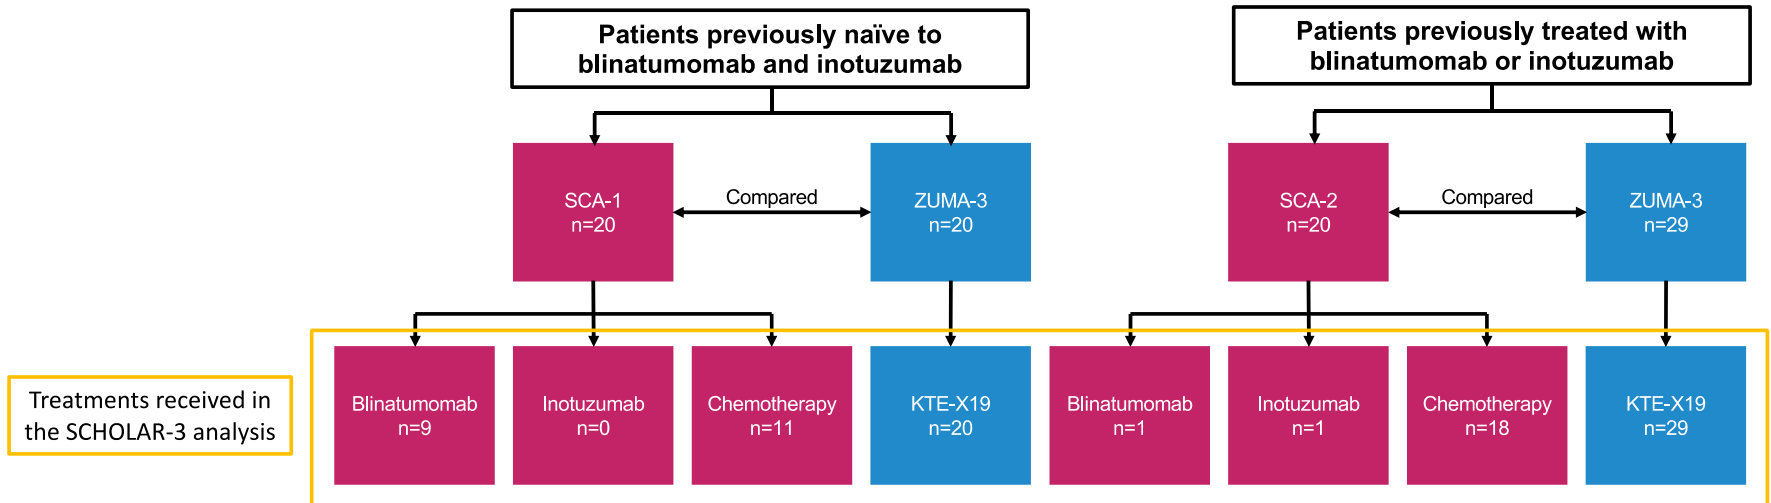 Patients previously naïve to
blinatumomab and inotuzumab
Patients previously treated with
blinatumomab or inotuzumab
SCA-1
n=20
Compared
ZUMA-3
n=20
SCA-2
n=20
Compared
ZUMA-3
n=29
Treatments received in
the SCHOLAR-3 analysis
Blinatumomab
n=9
Inotuzumab
n=0
Chemotherapy
n=11
KTE-X19
n=20
Blinatumomab
n=1
Inotuzumab
n=1
Chemotherapy
n=18
KTE-X19
n=29